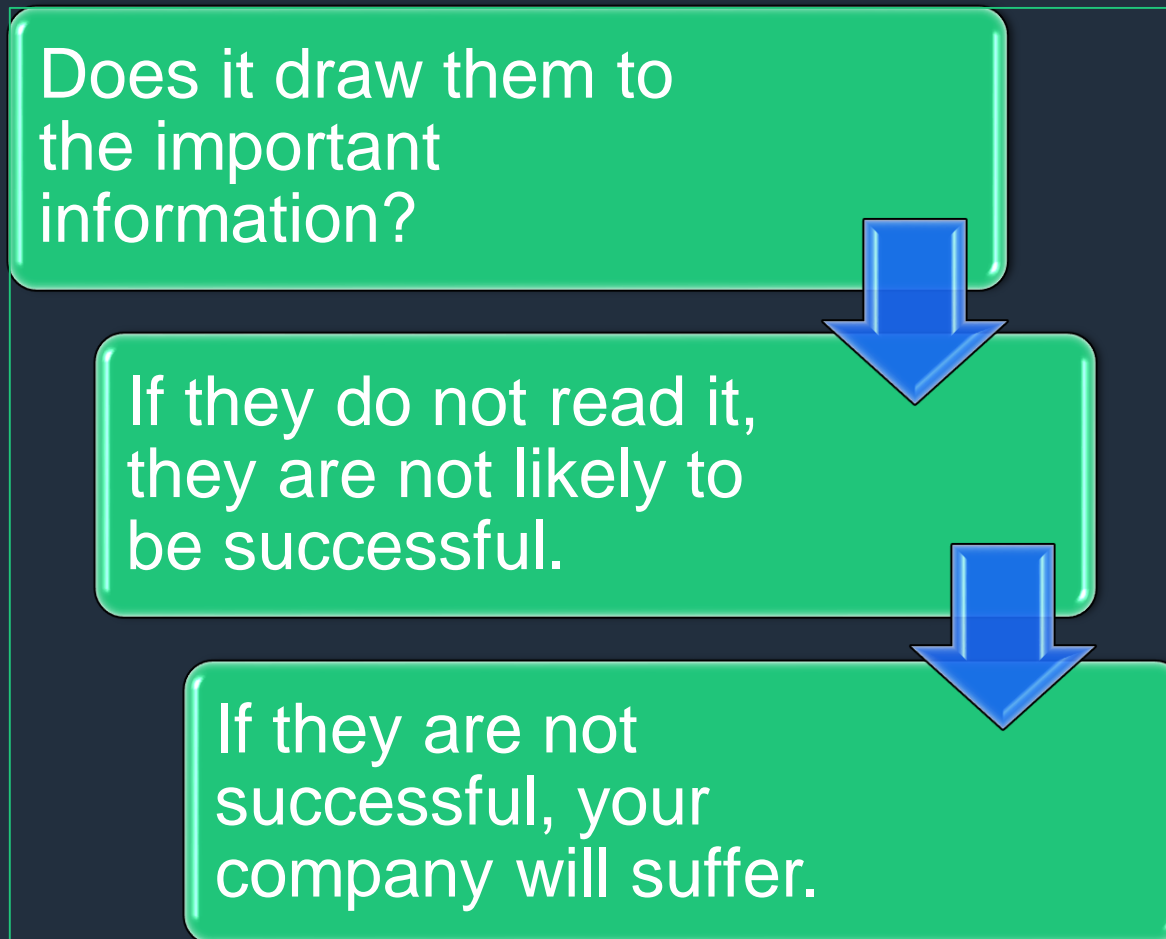 Does it draw them to
the important
information?
If they do not read it,
they are not likely to
be successful.
If they are not
successful, your
company will suffer.